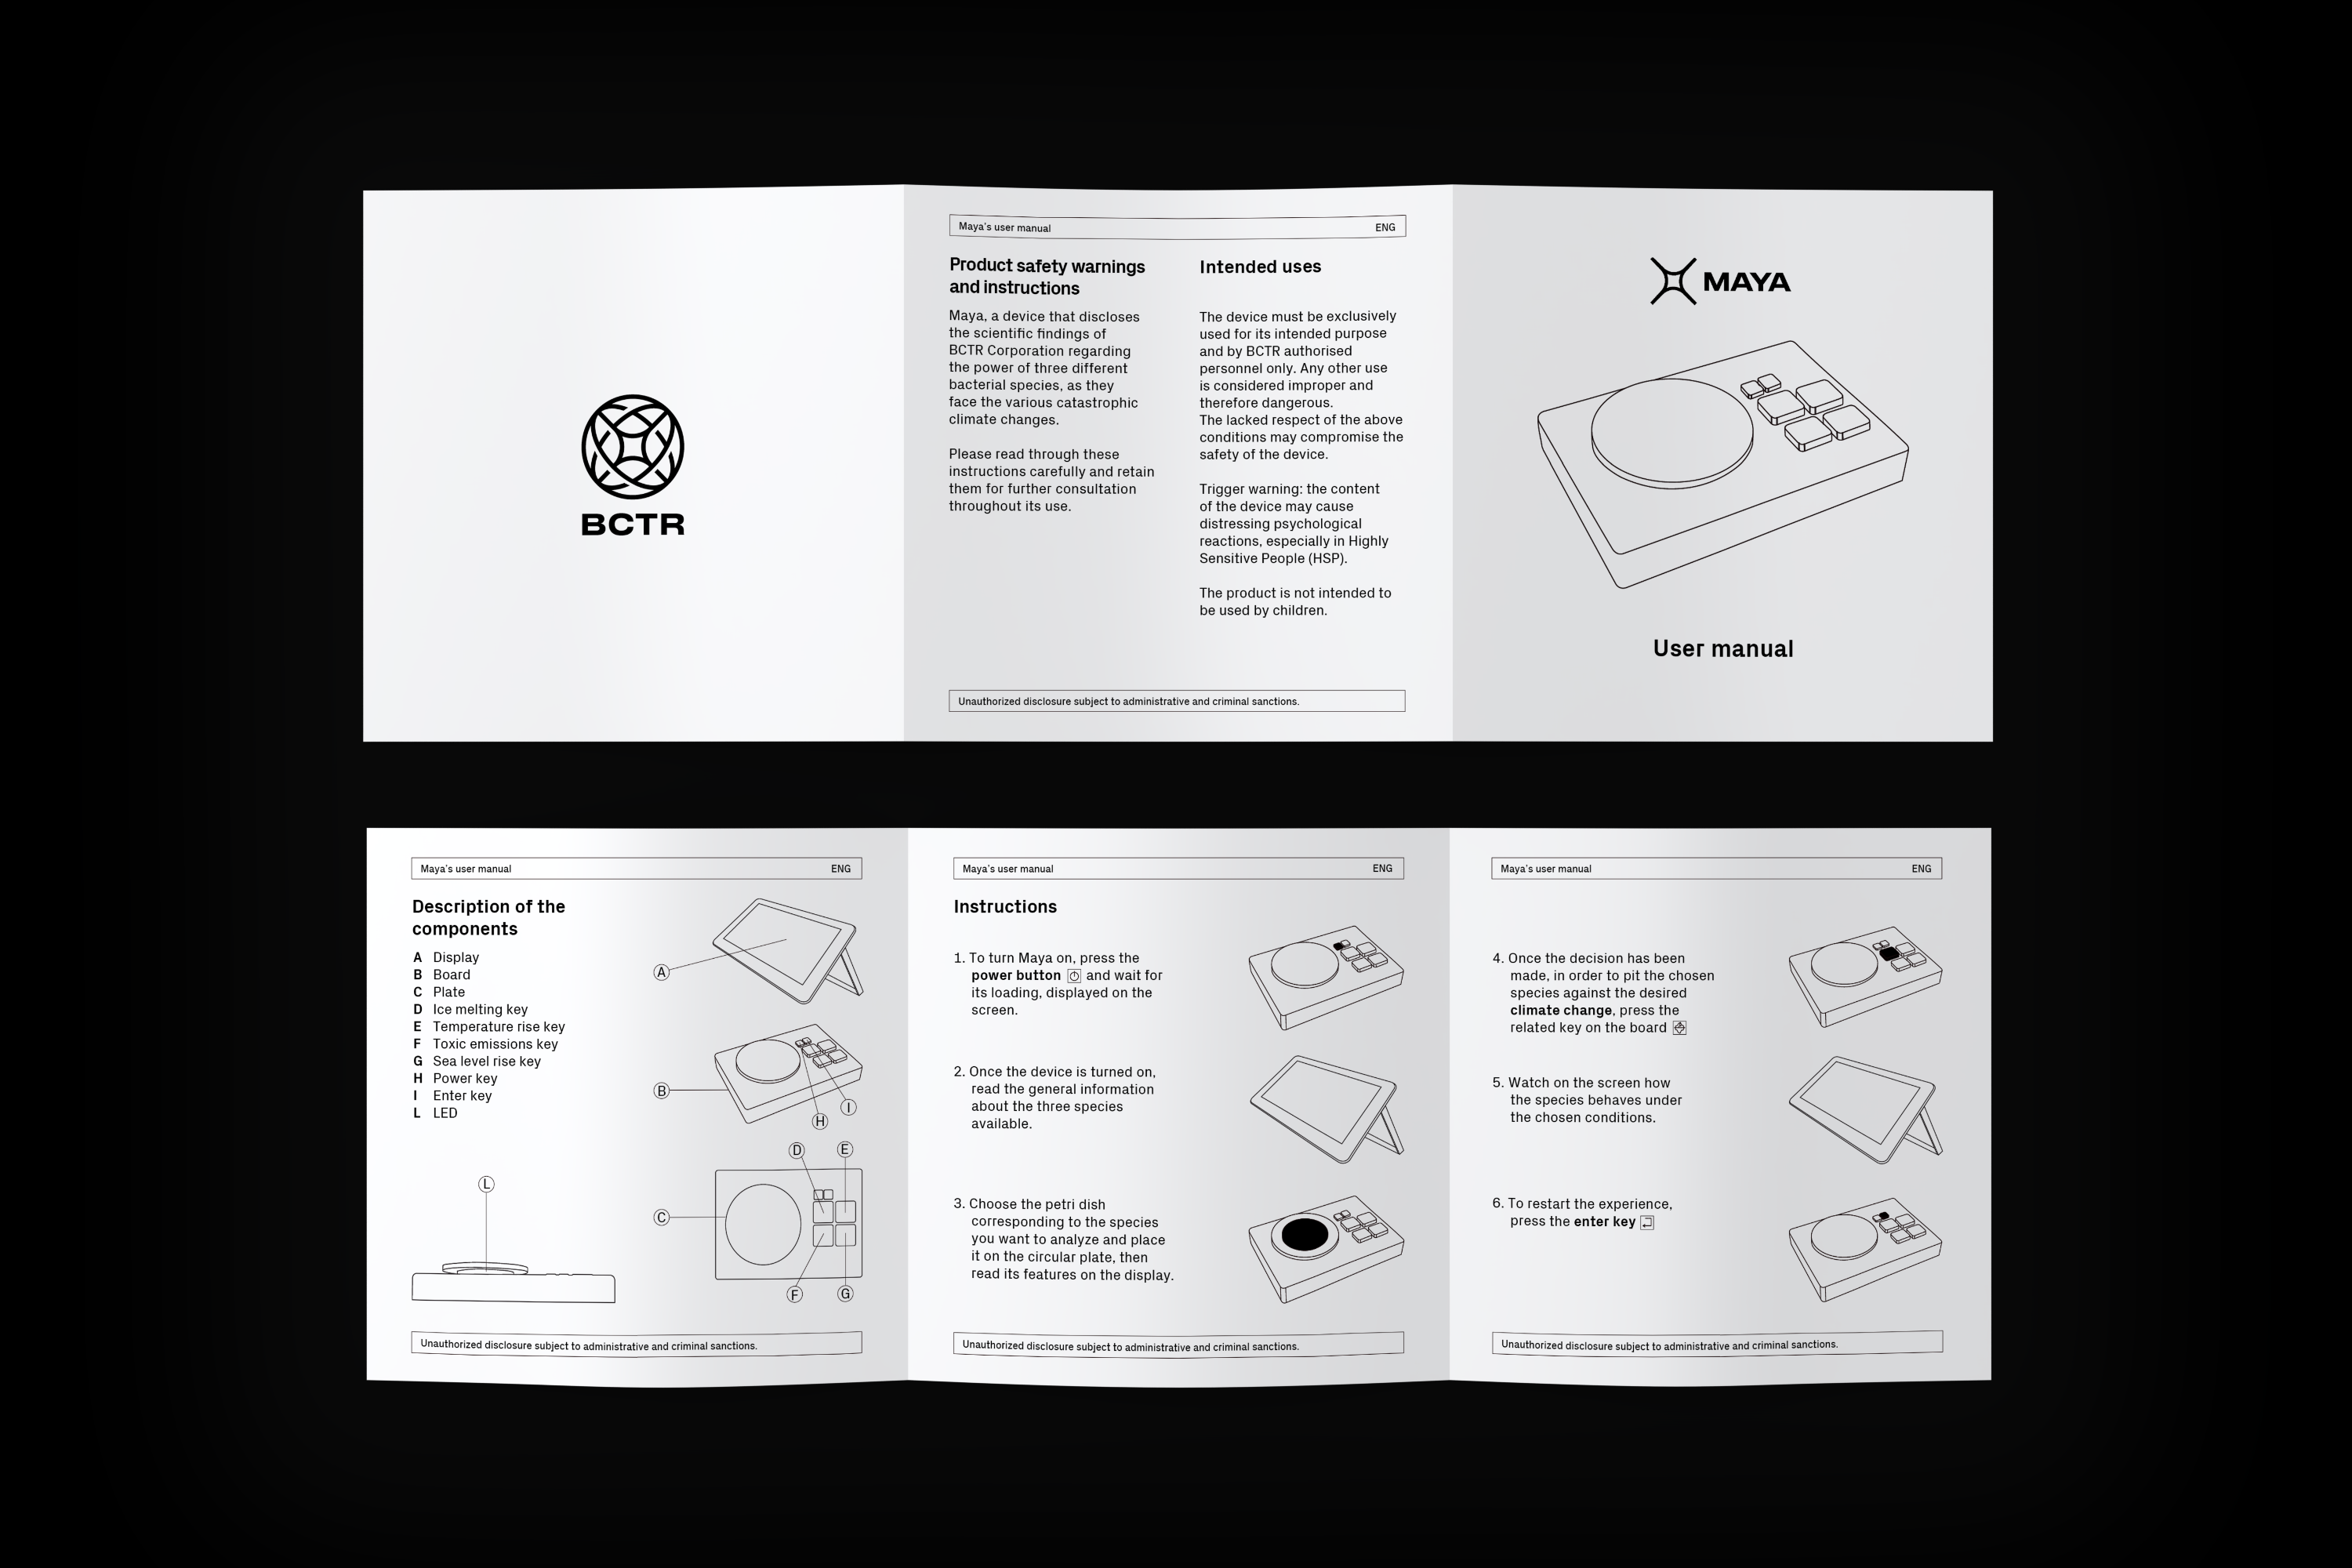 BCTR
Maya's user manual ENG
Product safety warnings
and instructions
Maya, a device that discloses
the scientific findings of
BCTR Corporation regarding
the power of three different
bacterial species, as they
face the various catastrophic
climate changes.
Please read through these
instructions carefully and retain
them for further consultation
throughout its use.
Intended uses
The device must be exclusively
used for its intended purpose
and by BCTR authorised
personnel only. Any other use
is considered improper and
therefore dangerous.
The lacked respect of the above
conditions may compromise the
safety of the device.
Trigger warning: the content
of the device may cause
distressing psychological
reactions, especially in Highly
Sensitive People (HSP).
The product is not intended to
be used by children.
Unauthorized disclosure subject to administrative and criminal sanctions.
MAYA
User manual
Maya's user manual ENG
Description of the
components
A Display
B Board
C Plate
D Ice melting key
E Temperature rise key
F Toxic emissions key
G Sea level rise key
H Power key
I Enter key
L LED
A
B
I
H
D E
L
C
F G
Unauthorized disclosure subject to administrative and criminal sanctions.
Maya's user manual ENG
Instructions
1. To turn Maya on, press the
power button and wait for
its loading, displayed on the
screen.
2. Once the device is turned on,
read the general information
about the three species
available.
3. Choose the petri dish
corresponding to the species
you want to analyze and place
it on the circular plate, then
read its features on the display.
Unauthorized disclosure subject to administrative and criminal sanctions.
Maya's user manual ENG
4. Once the decision has been
made, in order to pit the chosen
species against the desired
climate change, press the
related key on the board
5. Watch on the screen how
the species behaves under
the chosen conditions.
6. To restart the experience,
press the enter key
Unauthorized disclosure subject to administrative and criminal sanctions.